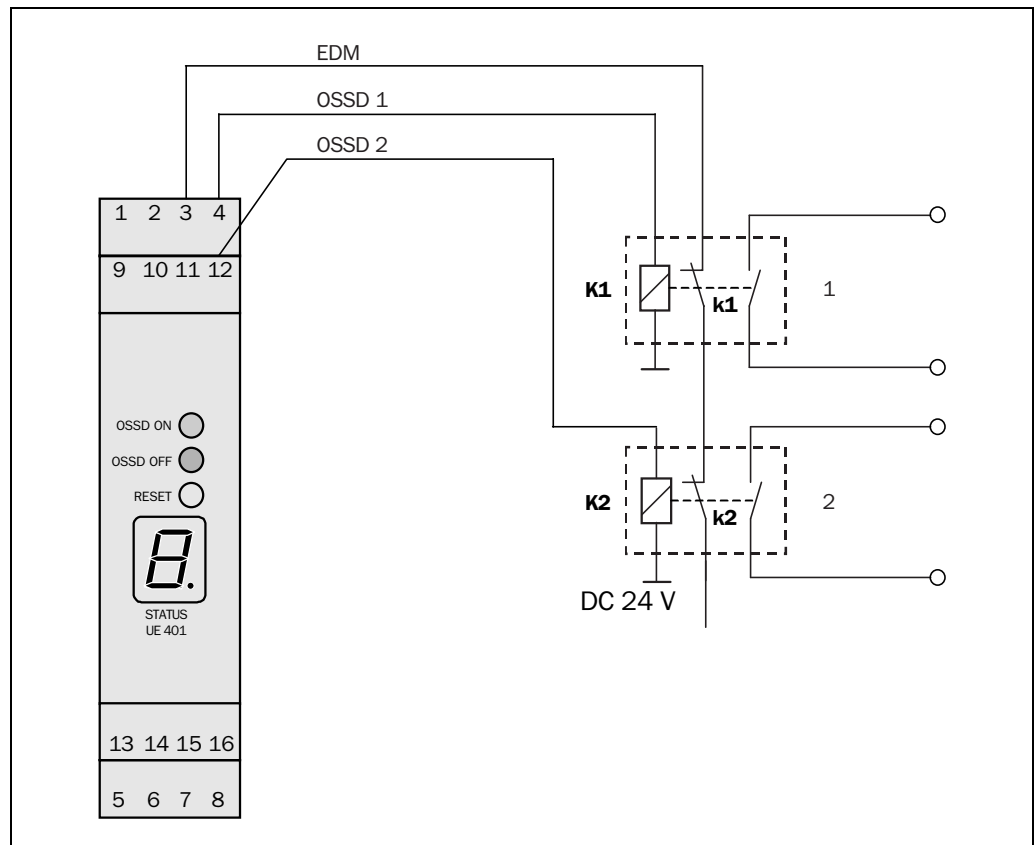 EDM
OSSD 1
OSSD 2
1 2 3 4
9 10 11 12
K1
k1
1
OSSD ON
OSSD OFF
RESET
K2
k2
2
8.
DC 24 V
STATUS
UE 401
13 14 15 16
5 6 7 8